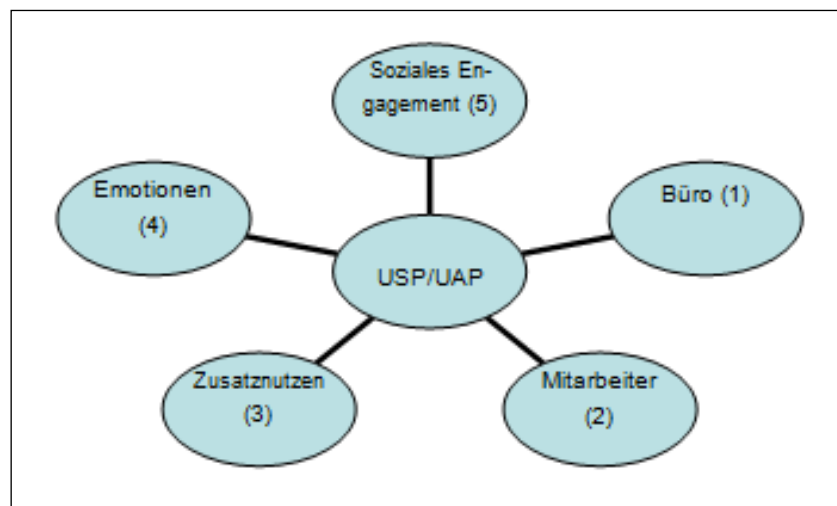 Soziales En-
gagement (5)
Emotionen
(4)
Büro (1)
USP/UAP
Zusatznutzen
(3)
Mitarbeiter
(2)